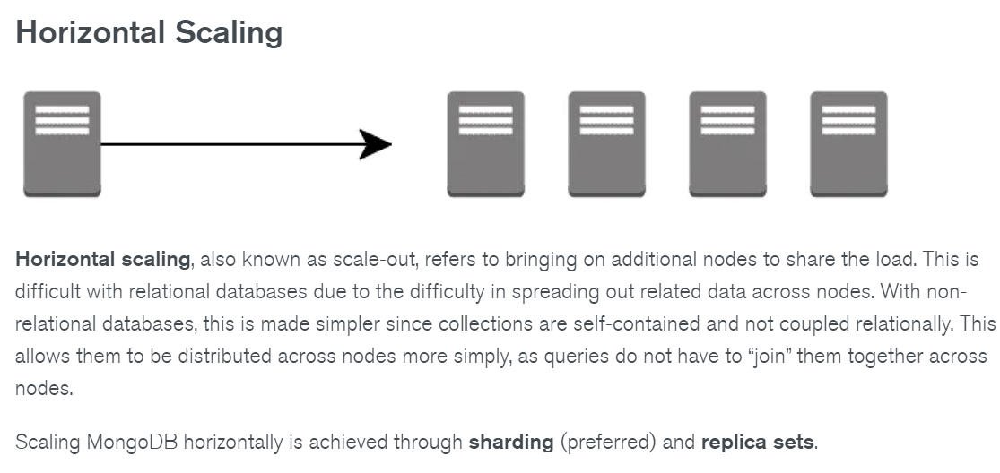 Horizontal Scaling
Horizontal scaling, also known as scale-out, refers to bringing on additional nodes to share the load. This is
difficult with relational databases due to the difficulty in spreading out related data across nodes. With non-
relational databases, this is made simpler since collections are self-contained and not coupled relationally. This
allows them to be distributed across nodes more simply, as queries do not have to “join” them together across
nodes.
Scaling MongoDB horizontally is achieved through sharding (preferred) and replica sets.